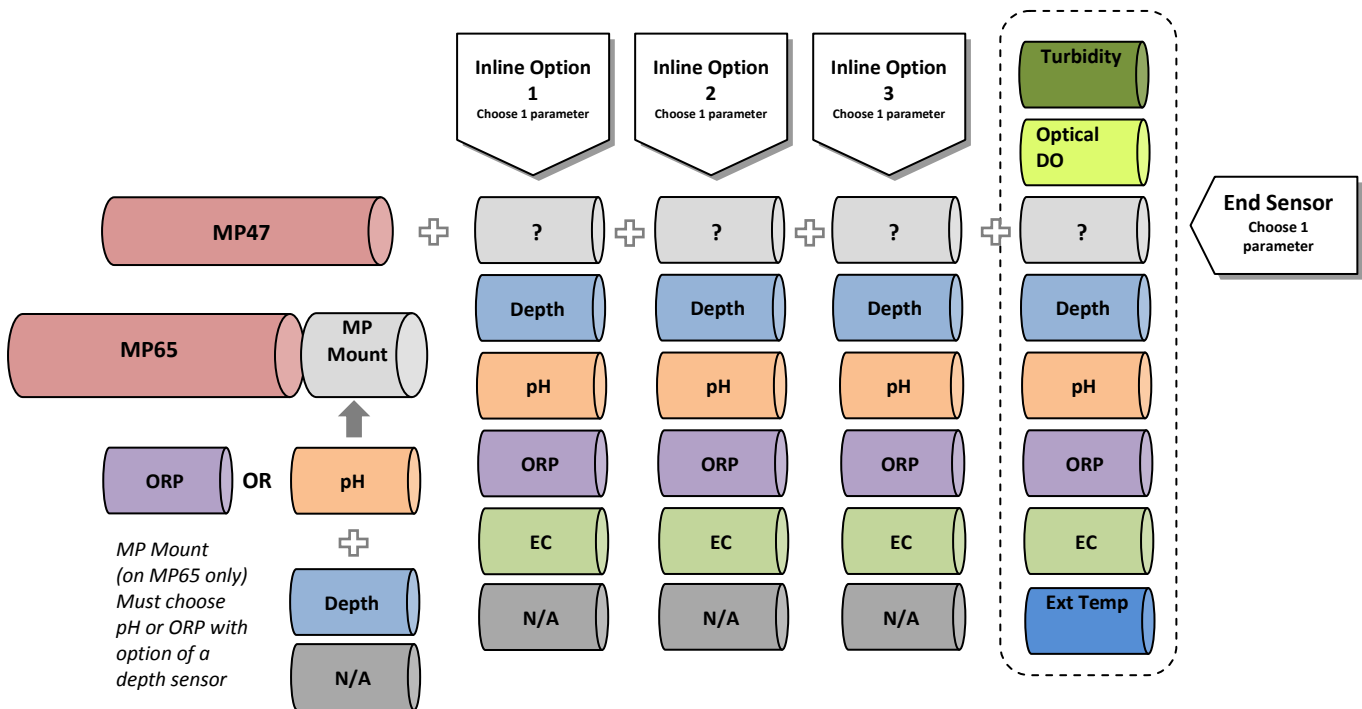 Inline Option
1
Choose 1 parameter
Inline Option
2
Choose 1 parameter
Inline Option
3
Choose 1 parameter
Turbidity
Optical
DO
MP47
?
?
?
?
End Sensor
Choose 1
parameter
Depth
Depth
Depth
Depth
MP65
MP
Mount
pH
pH
pH
pH
ORP
OR
pH
ORP
ORP
ORP
ORP
MP Mount
(on MP65 only)
Must choose
pH or ORP with
option of a
depth sensor
EC
EC
EC
EC
Depth
N/A
N/A
N/A
N/A
Ext Temp